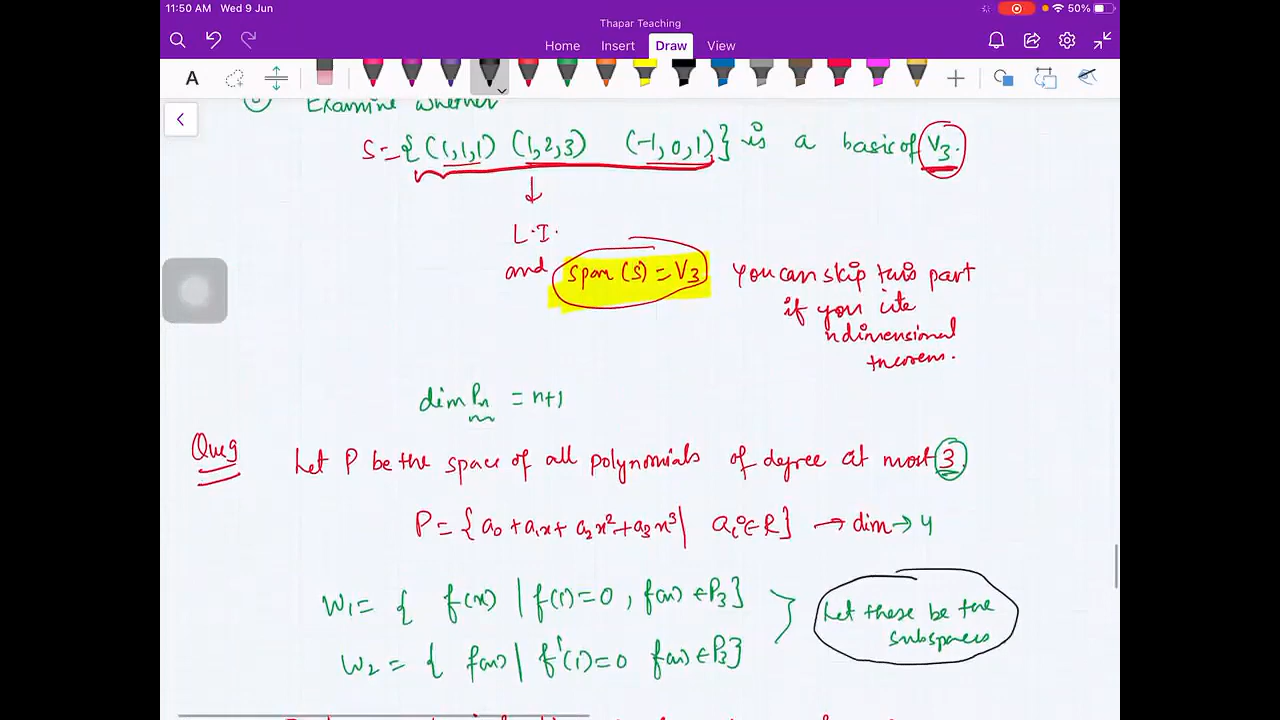 11:50 AM Wed 9 Jun
50%
Thapar Teaching
Home Insert Draw View
Examine whether
S={(1,1,1) (1,2,3) (-1,0,1)} is a basic of V3.
L.I.
and span(S) = V3 You can skip this part
if you cite
ndimensional
theorem.
dim Pn = n+1
Ques Let P be the space of all polynomials of degree at most 3
P = {a0 + a1x + a2x² + a3x³ | ai∈R} → dim → 4
W1 = { f(x) | f(1)=0, f(x) ∈ P3}
Let these be the
subspaces
W2 = { f(x) | f'(1)=0 f(x) ∈ P3}